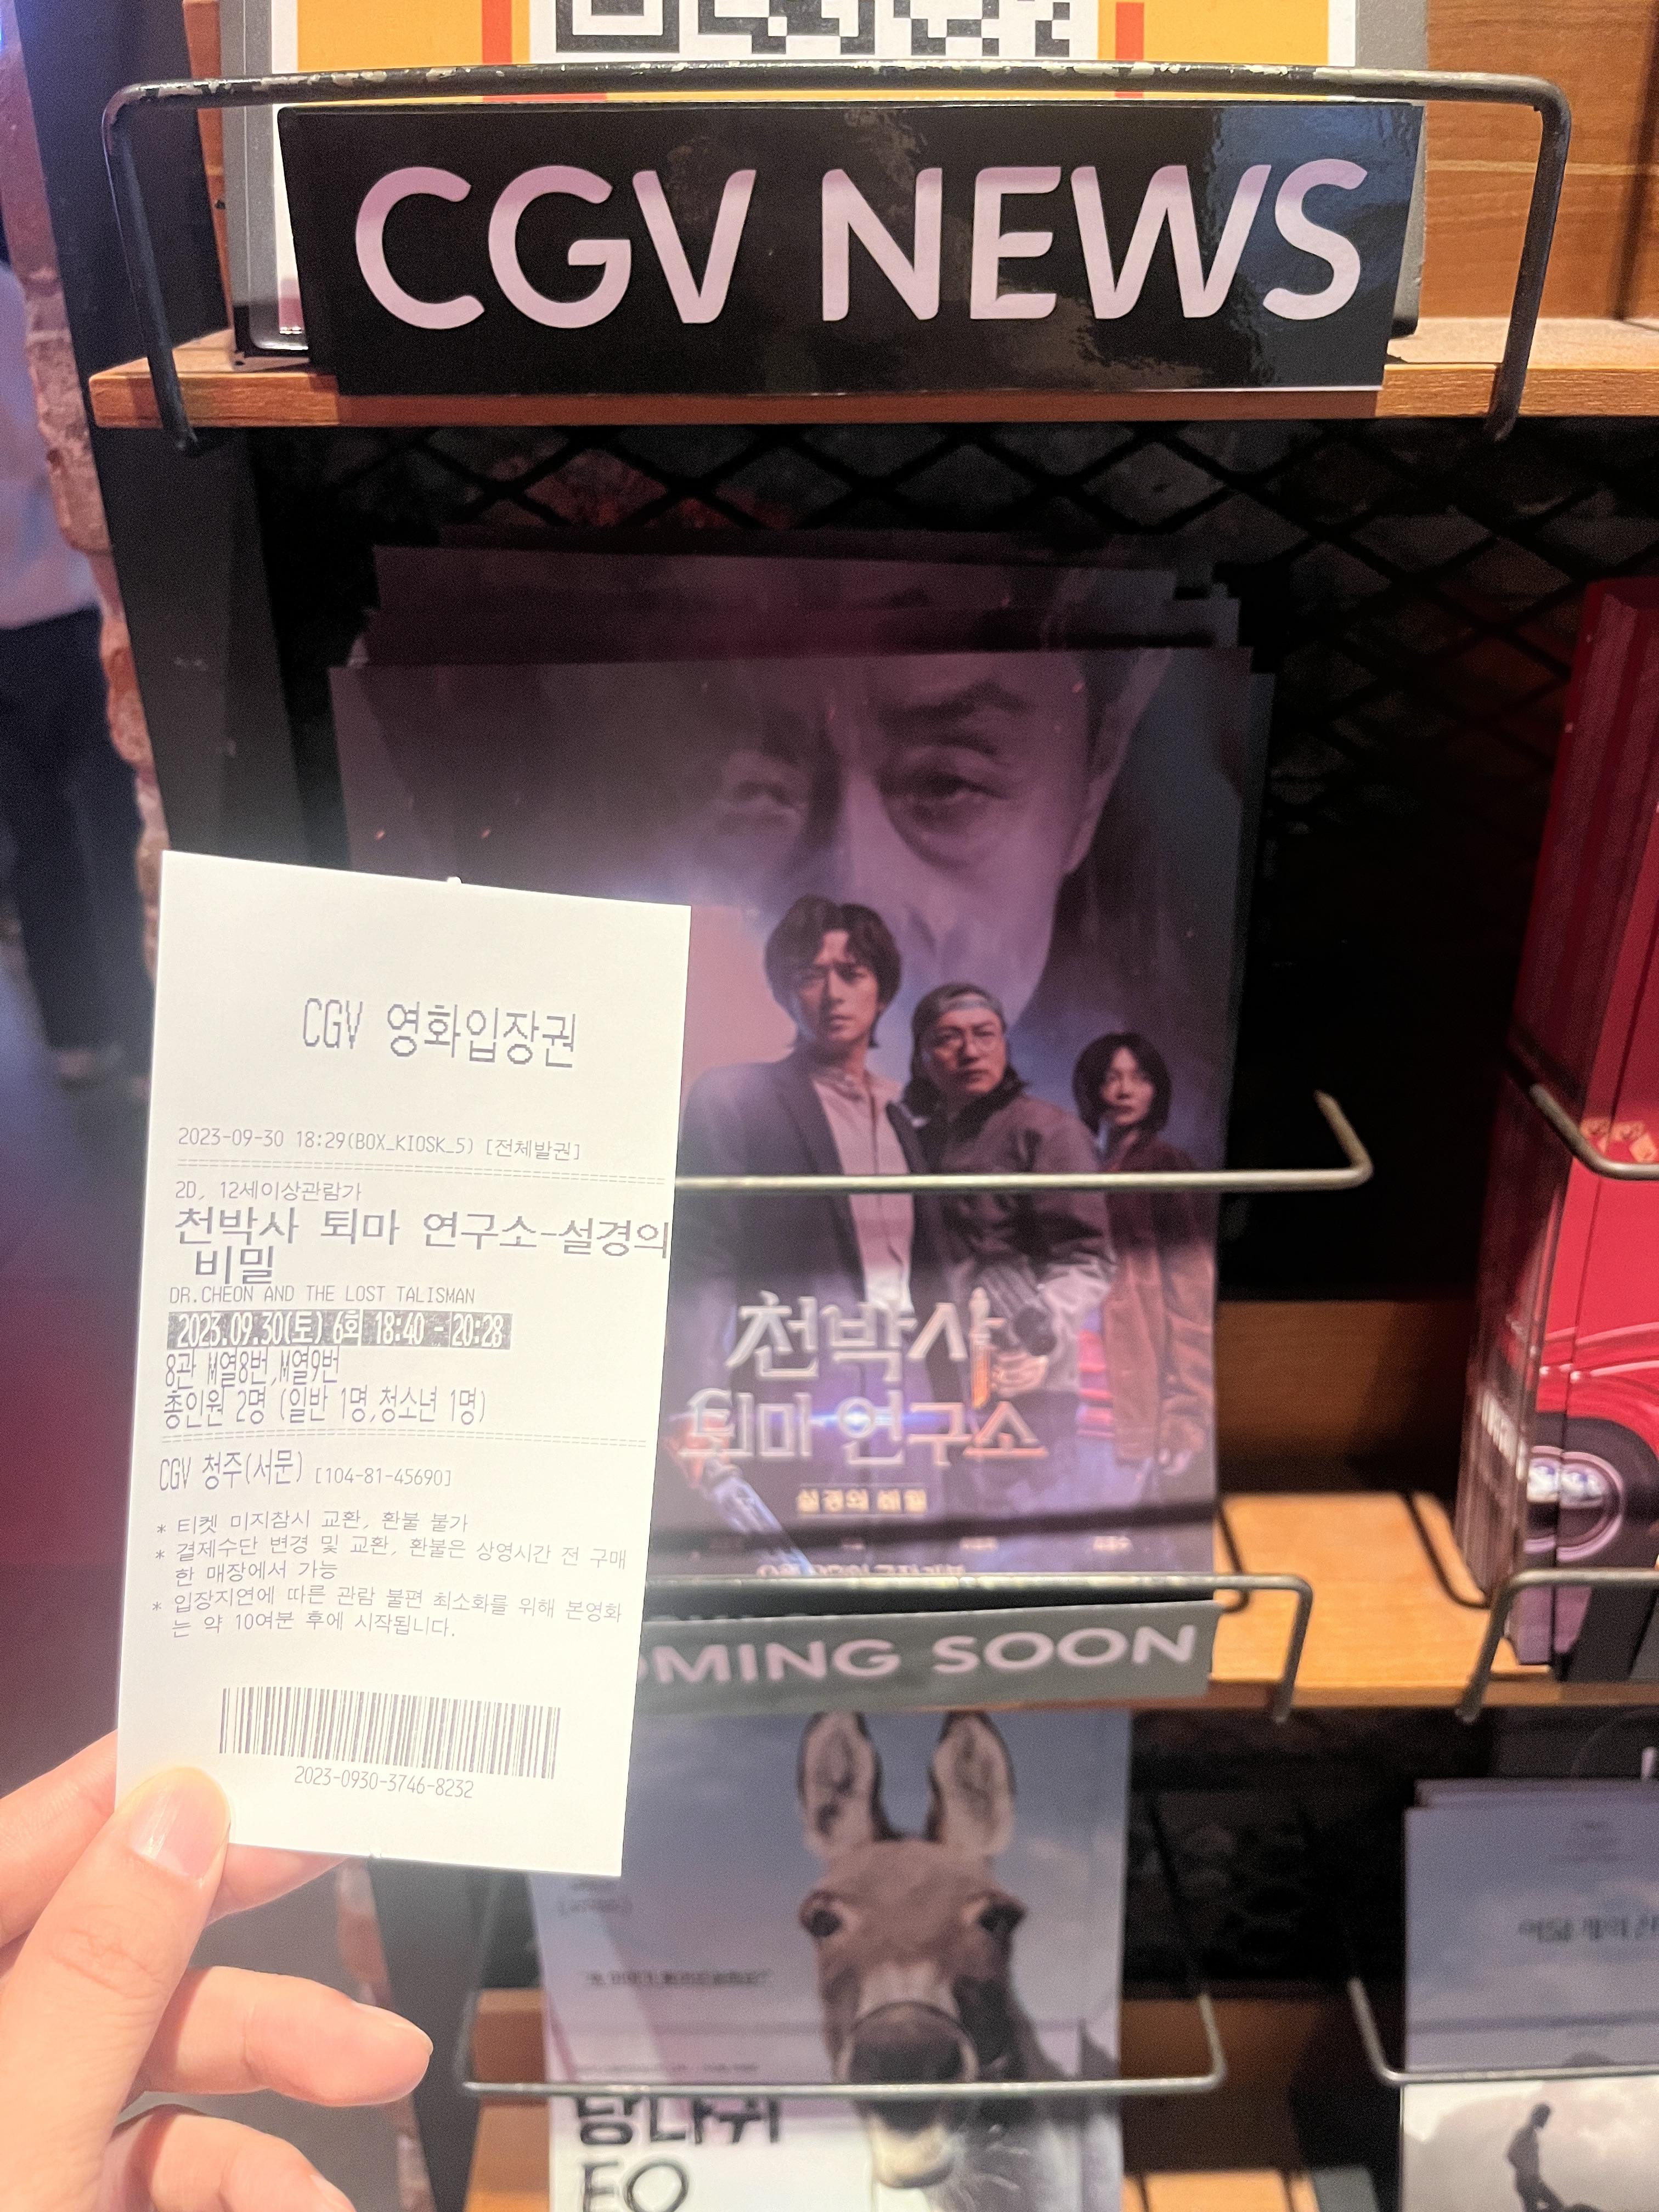 CGV NEWS
CGV 영화입장권
2023-09-30 18:29(BOX_KIOSK_5) [전체발권]
2D, 12세이상관람가
천박사 퇴마 연구소-설경의
비밀
DR.CHEON AND THE LOST TALISMAN
2023.09.30(토) 6회 18:40 - 20:28
8관 M열8번,M열9번
총인원 2명 (일반 1명,청소년 1명)
CGV 청주(서문) [104-81-45690]
* 티켓 미지참시 교환, 환불 불가
* 결제수단 변경 및 교환, 환불은 상영시간 전 구매
한 매장에서 가능
* 입장지연에 따른 관람 불편 최소화를 위해 본영화
는 약 10여분 후에 시작됩니다.
2023-0930-3746-8232
천박사
퇴마 연구소
설경의 비밀
OMING SOON
당나귀
EO